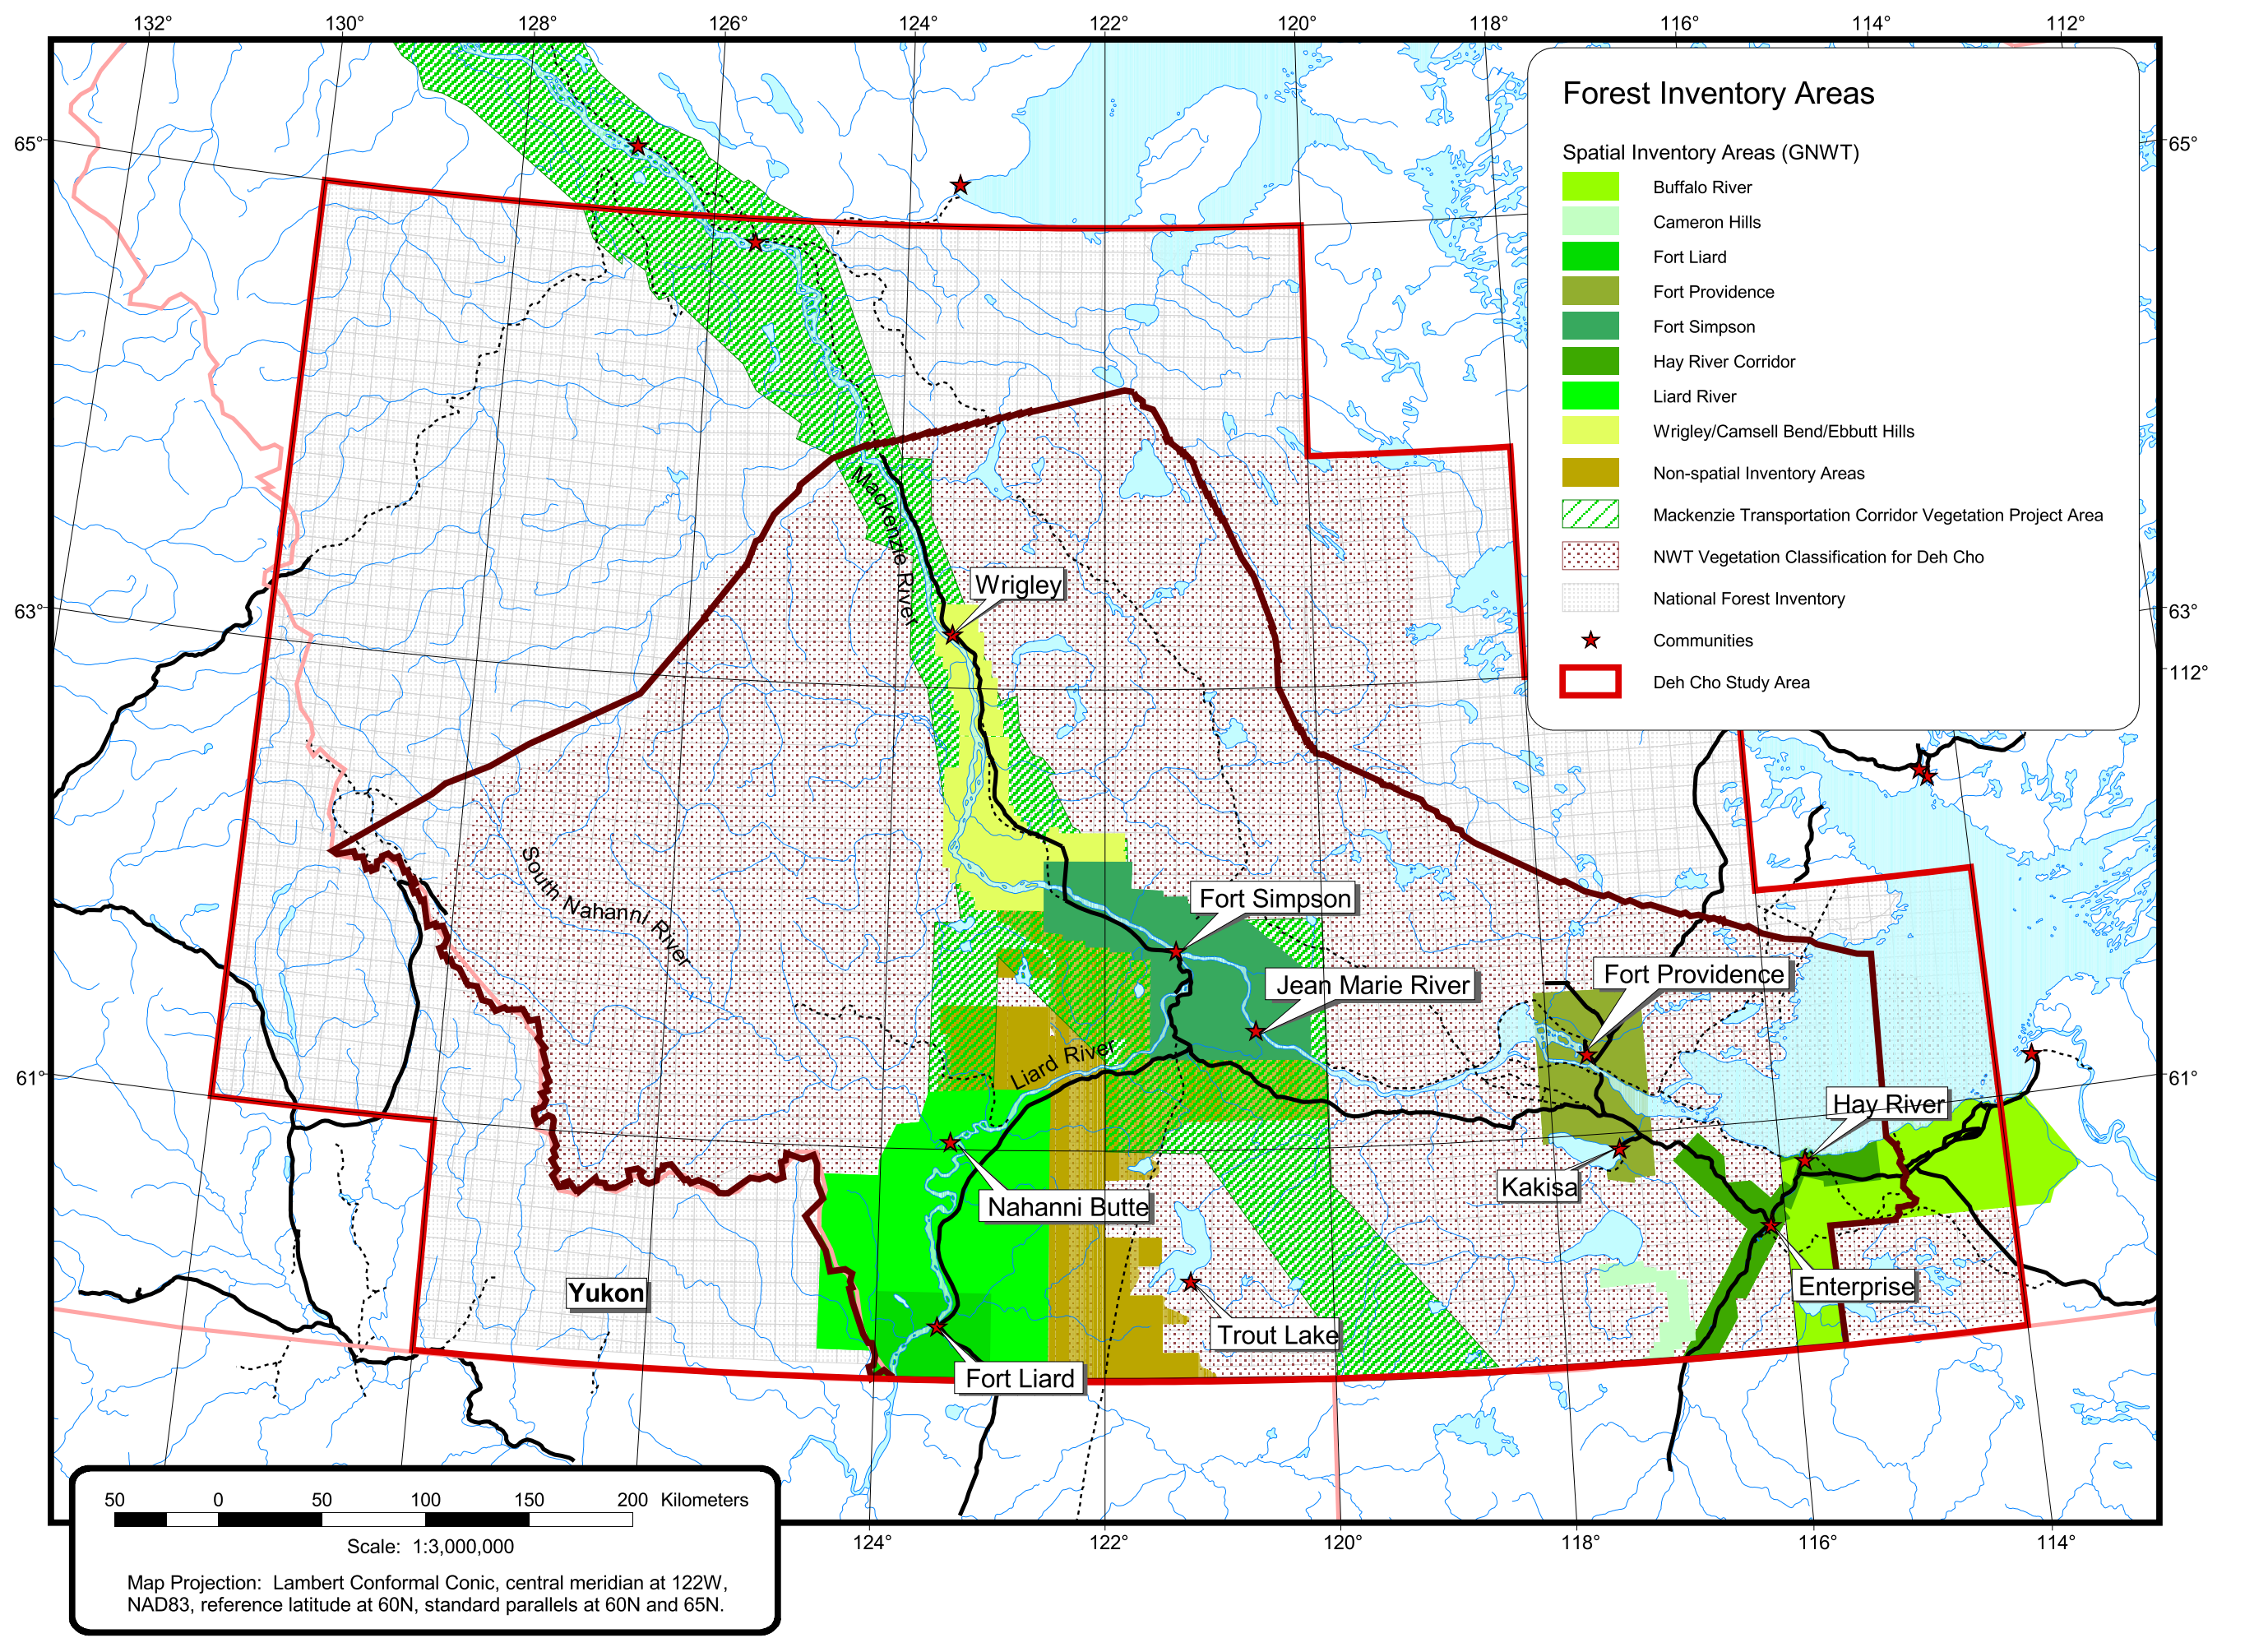 132° 130° 128° 126° 124° 122° 120° 118° 116° 114° 112°
Forest Inventory Areas
Spatial Inventory Areas (GNWT)
Buffalo River
Cameron Hills
Fort Liard
Fort Providence
Fort Simpson
Hay River Corridor
Liard River
Wrigley/Camsell Bend/Ebbutt Hills
Non-spatial Inventory Areas
Mackenzie Transportation Corridor Vegetation Project Area
NWT Vegetation Classification for Deh Cho
National Forest Inventory
Communities
Deh Cho Study Area
65°
65°
63°
63°
112°
61°
61°
Mackenzie River
Wrigley
South Nahanni River
Fort Simpson
Jean Marie River
Fort Providence
Liard River
Hay River
Kakisa
Nahanni Butte
Yukon
Enterprise
Trout Lake
Fort Liard
124° 122° 120° 118° 116° 114°
50 0 50 100 150 200 Kilometers
Scale: 1:3,000,000
Map Projection: Lambert Conformal Conic, central meridian at 122W,
NAD83, reference latitude at 60N, standard parallels at 60N and 65N.